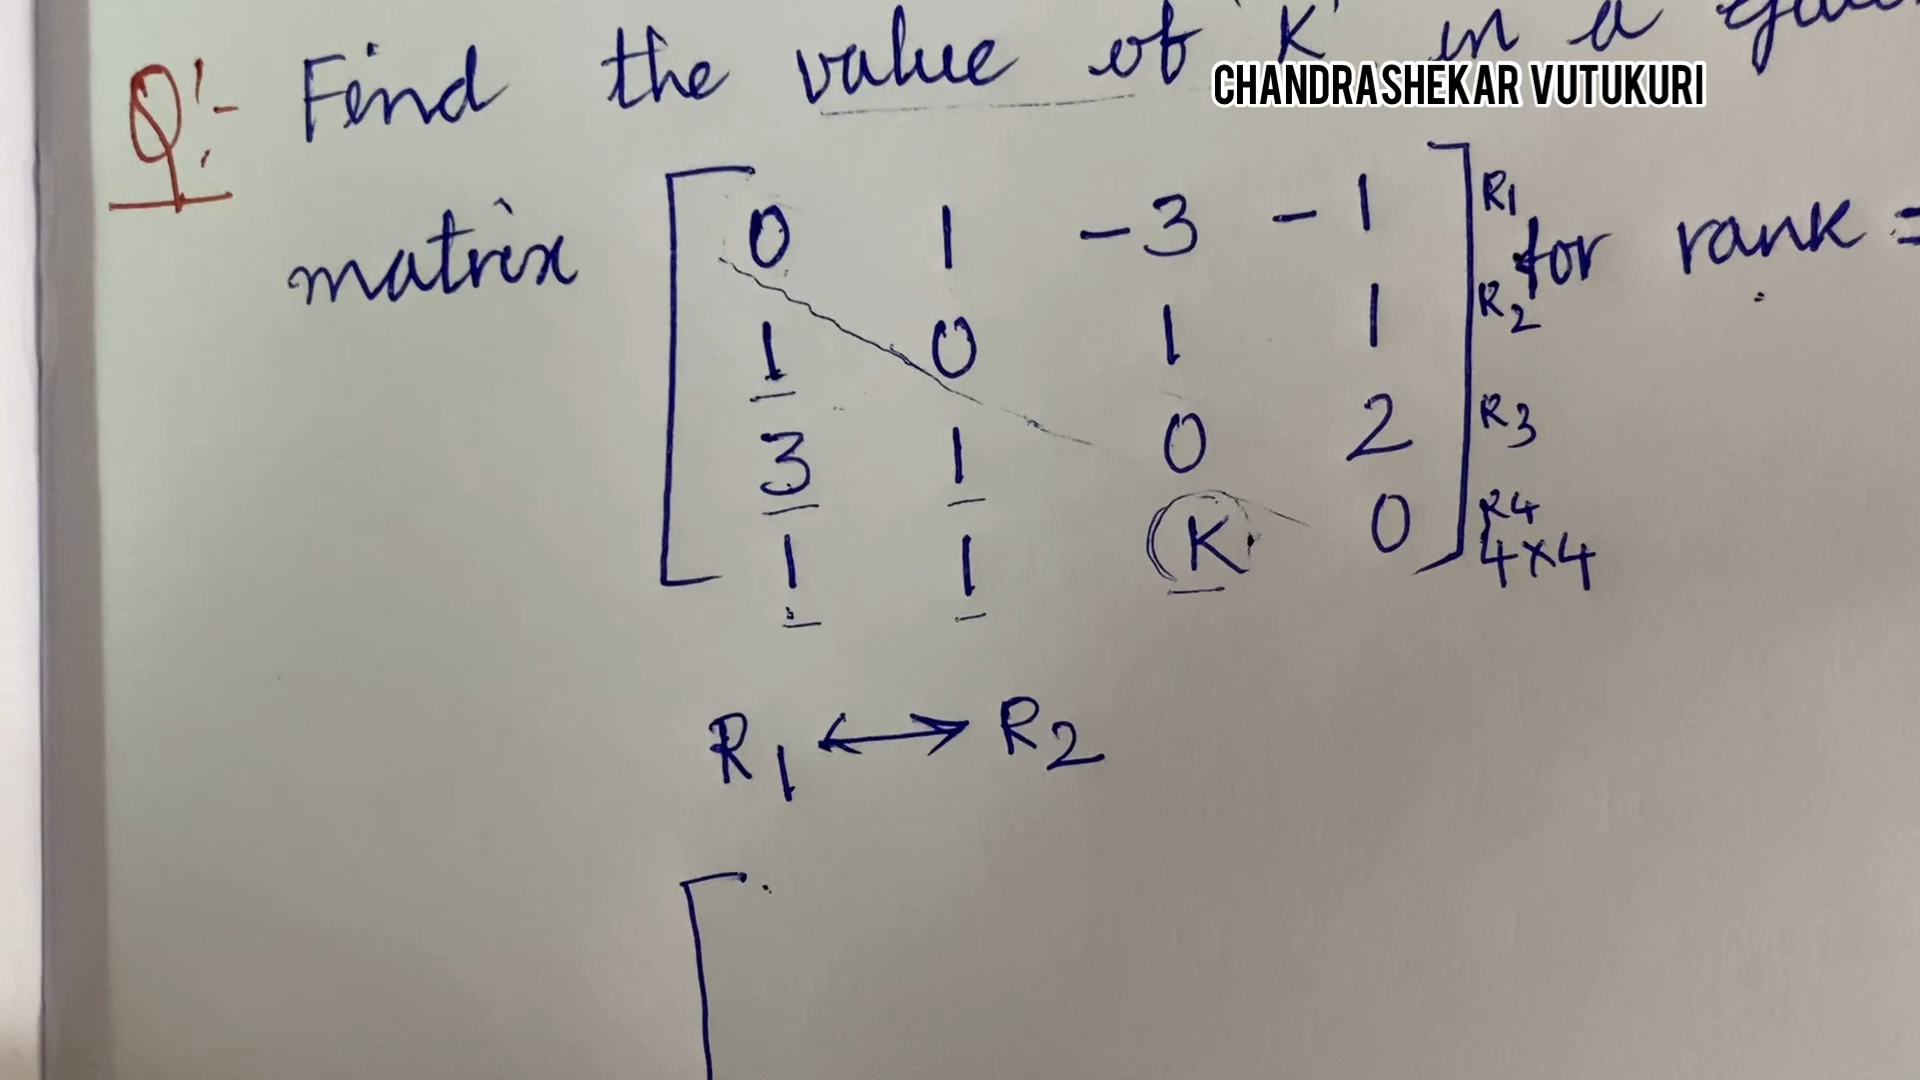 Q:- Find the value of 'K' in a
CHANDRASHEKAR VUTUKURI
matrix
0 1 -3 -1 R1
1 0 1 1 R2
3 1 0 2 R3
1 1 K 0 R4
4×4
for rank =
R1 ↔ R2